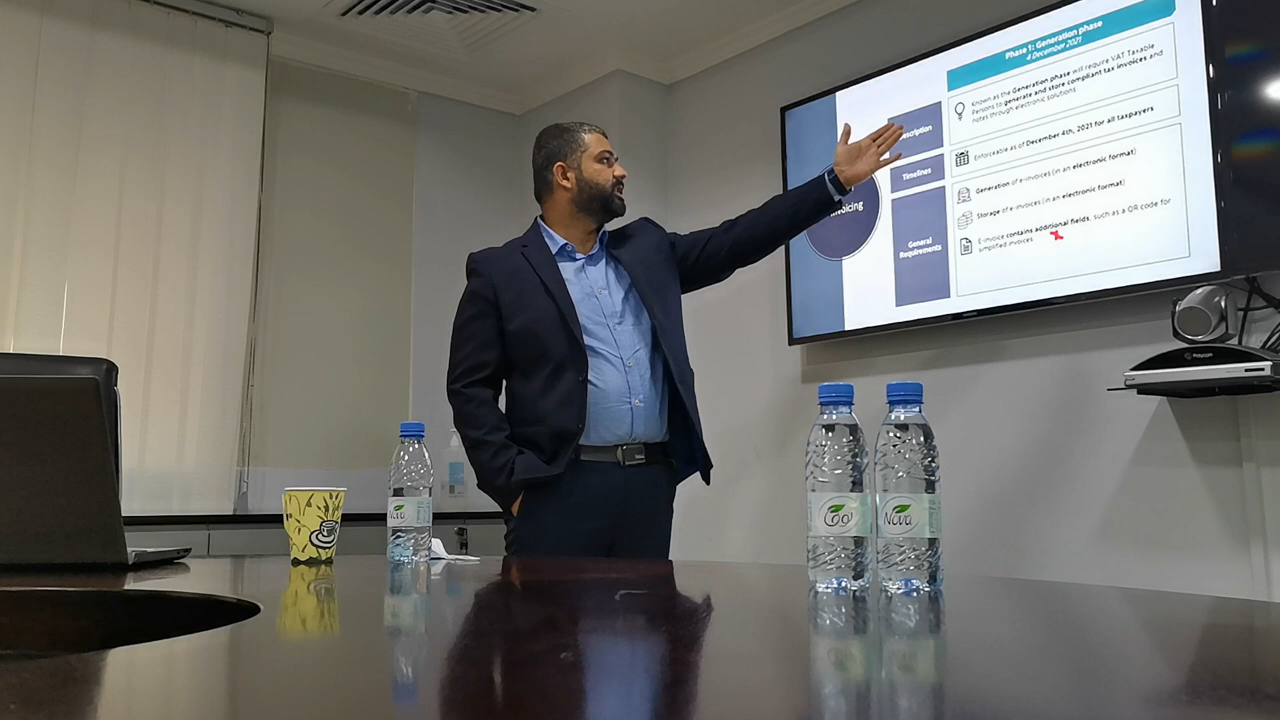 Phase 1: Generation phase
4 December 2021
Known as the Generation phase will require VAT Taxable
Persons to generate and store compliant tax invoices and
notes through electronic solutions
Timelines
Enforceable as of December 4th, 2021 for all taxpayers
General
Requirements
Generation of e-invoices (in an electronic format)
Storage of e-invoices (in an electronic format)
E-invoice contains additional fields, such as a QR code for
simplified invoices
Polycom
Nova
Nova